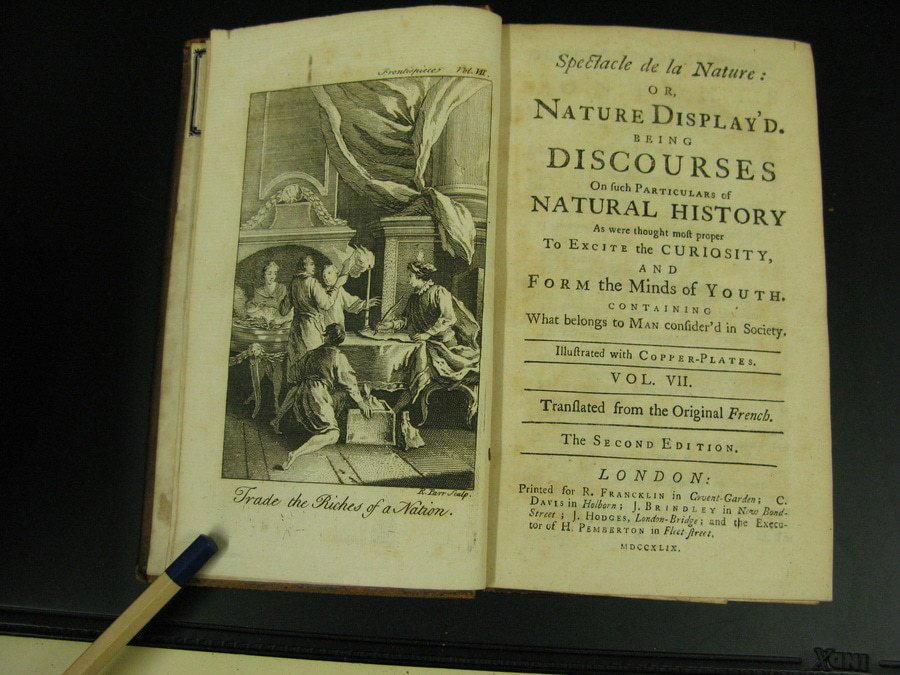 Frontispiece Vol. VII.
R. Parr Sculp.
Trade the Riches of a Nation.
Spectacle de la Nature:
OR,
NATURE DISPLAY'D.
BEING
DISCOURSES
On ſuch PARTICULARS of
NATURAL HISTORY
As were thought moſt proper
To EXCITE the CURIOSITY,
AND
FORM the Minds of YOUTH.
CONTAINING
What belongs to MAN conſider'd in Society.
Illuſtrated with COPPER-PLATES.
VOL. VII.
Tranſlated from the Original French.
The SECOND EDITION.
LONDON:
Printed for R. FRANCKLIN in Covent-Garden; C.
DAVIS in Holborn; J. BRINDLEY in New Bond-
Street; J. HODGES, London-Bridge; and the Execu-
tor of H. PEMBERTON in Fleet ſtreet.
MDCCXLIX.